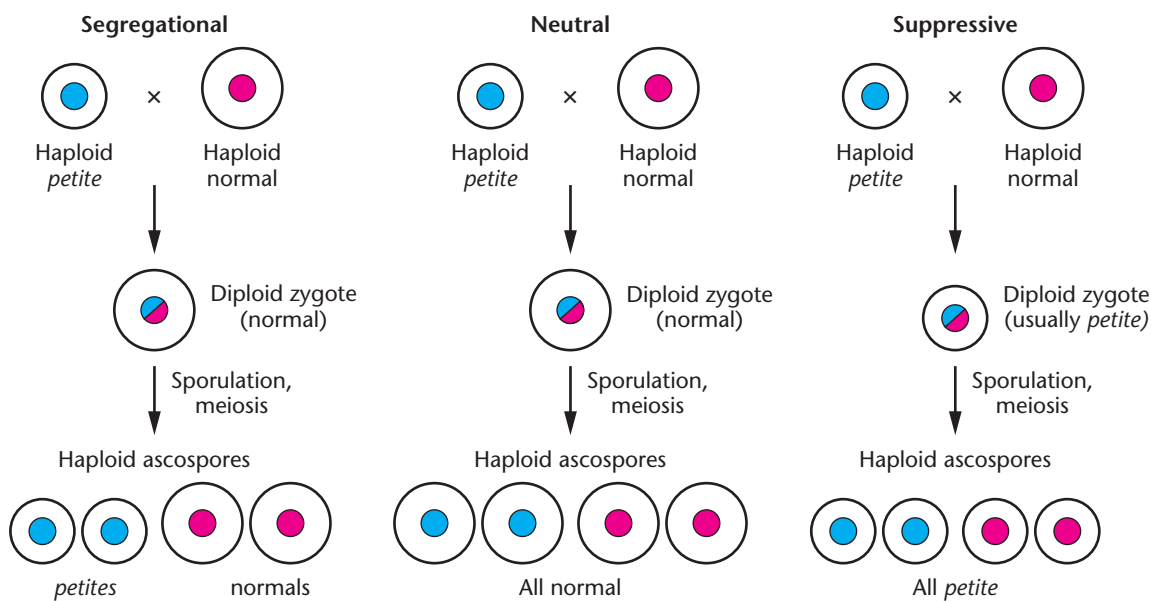 Segregational
×
Haploid
petite
Haploid
normal
Diploid zygote
(normal)
Sporulation,
meiosis
Haploid ascospores
petites
normals
Neutral
×
Haploid
petite
Haploid
normal
Diploid zygote
(normal)
Sporulation,
meiosis
Haploid ascospores
All normal
Suppressive
×
Haploid
petite
Haploid
normal
Diploid zygote
(usually petite)
Sporulation,
meiosis
Haploid ascospores
All petite